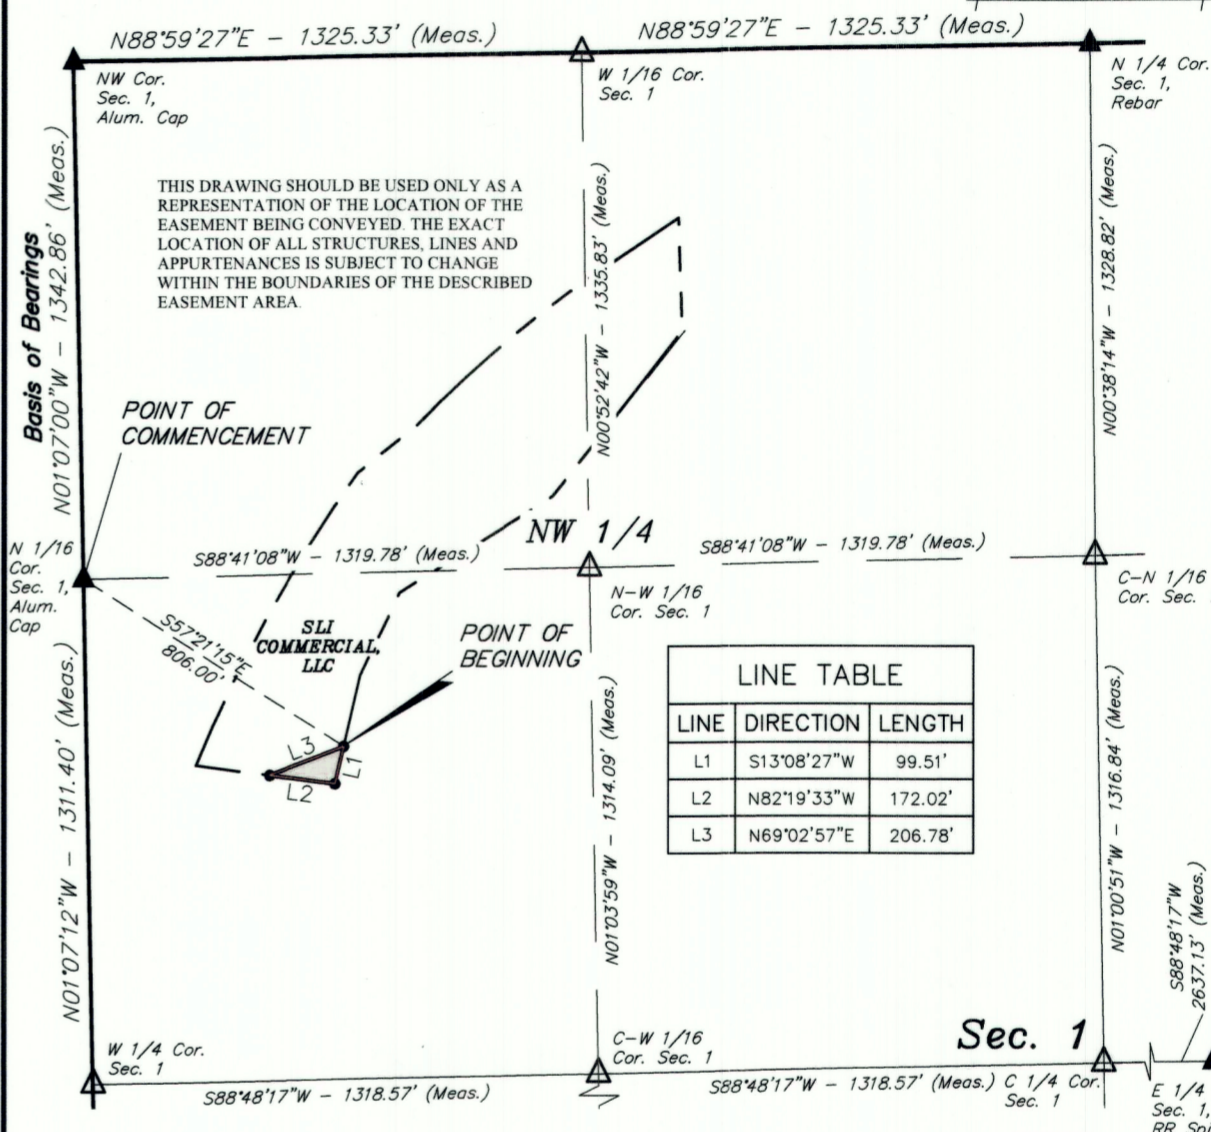 N88°59'27"E - 1325.33' (Meas.)
N88°59'27"E - 1325.33' (Meas.)
NW Cor.
Sec. 1,
Alum. Cap
W 1/16 Cor.
Sec. 1
N 1/4 Cor.
Sec. 1,
Rebar
THIS DRAWING SHOULD BE USED ONLY AS A
REPRESENTATION OF THE LOCATION OF THE
EASEMENT BEING CONVEYED. THE EXACT
LOCATION OF ALL STRUCTURES, LINES AND
APPURTENANCES IS SUBJECT TO CHANGE
WITHIN THE BOUNDARIES OF THE DESCRIBED
EASEMENT AREA.
Basis of Bearings
N01°07'00"W - 1342.86' (Meas.)
N00°52'42"W - 1335.83' (Meas.)
N00°38'14"W - 1328.82' (Meas.)
POINT OF
COMMENCEMENT
NW 1/4
N 1/16
Cor.
Sec. 1,
Alum.
Cap
S88°41'08"W - 1319.78' (Meas.)
S88°41'08"W - 1319.78' (Meas.)
N-W 1/16
Cor. Sec. 1
C-N 1/16
Cor. Sec.
S57°21'15"E
806.00'
SLI
COMMERCIAL,
LLC
POINT OF
BEGINNING
L3
L1
L2
LINE TABLE
LINE DIRECTION LENGTH
L1 S13°08'27"W 99.51'
L2 N82°19'33"W 172.02'
L3 N69°02'57"E 206.78'
N01°07'12"W - 1311.40' (Meas.)
N01°03'59"W - 1314.09' (Meas.)
N01°00'51"W - 1316.84' (Meas.)
S88°48'17"W
2637.13' (Meas.)
Sec. 1
W 1/4 Cor.
Sec. 1
C-W 1/16
Cor. Sec. 1
S88°48'17"W - 1318.57' (Meas.)
S88°48'17"W - 1318.57' (Meas.)
C 1/4 Cor.
Sec. 1
E 1/4
Sec. 1,
RR